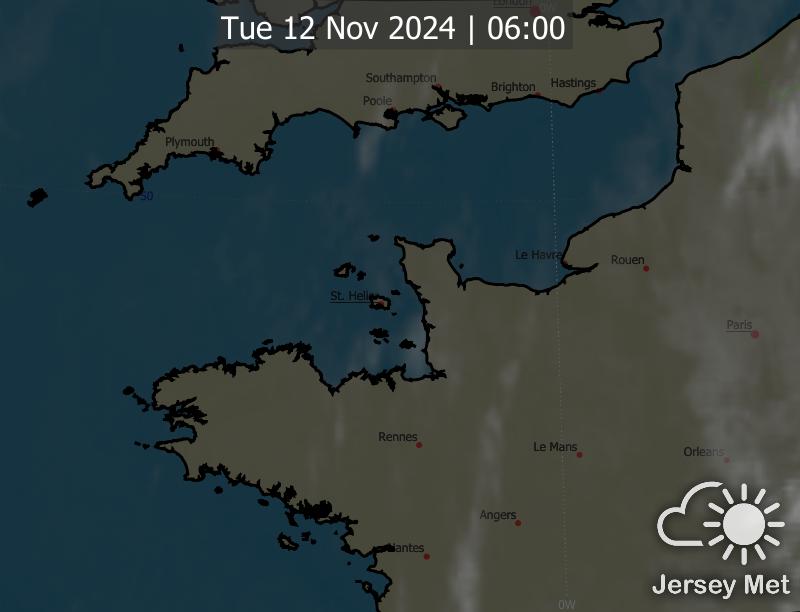 London
0W
Tue 12 Nov 2024 | 06:00
Southampton
Brighton
Hastings
Poole
Plymouth
50
Le Havre
Rouen
St. Helier
Paris
Rennes
Le Mans
Orleans
Angers
Nantes
Jersey Met
0W